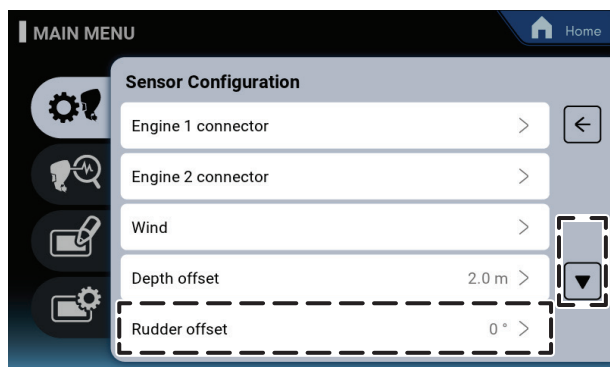 MAIN MENU
Home
Sensor Configuration
Engine 1 connector
Engine 2 connector
Wind
Depth offset 2.0 m
Rudder offset 0 °